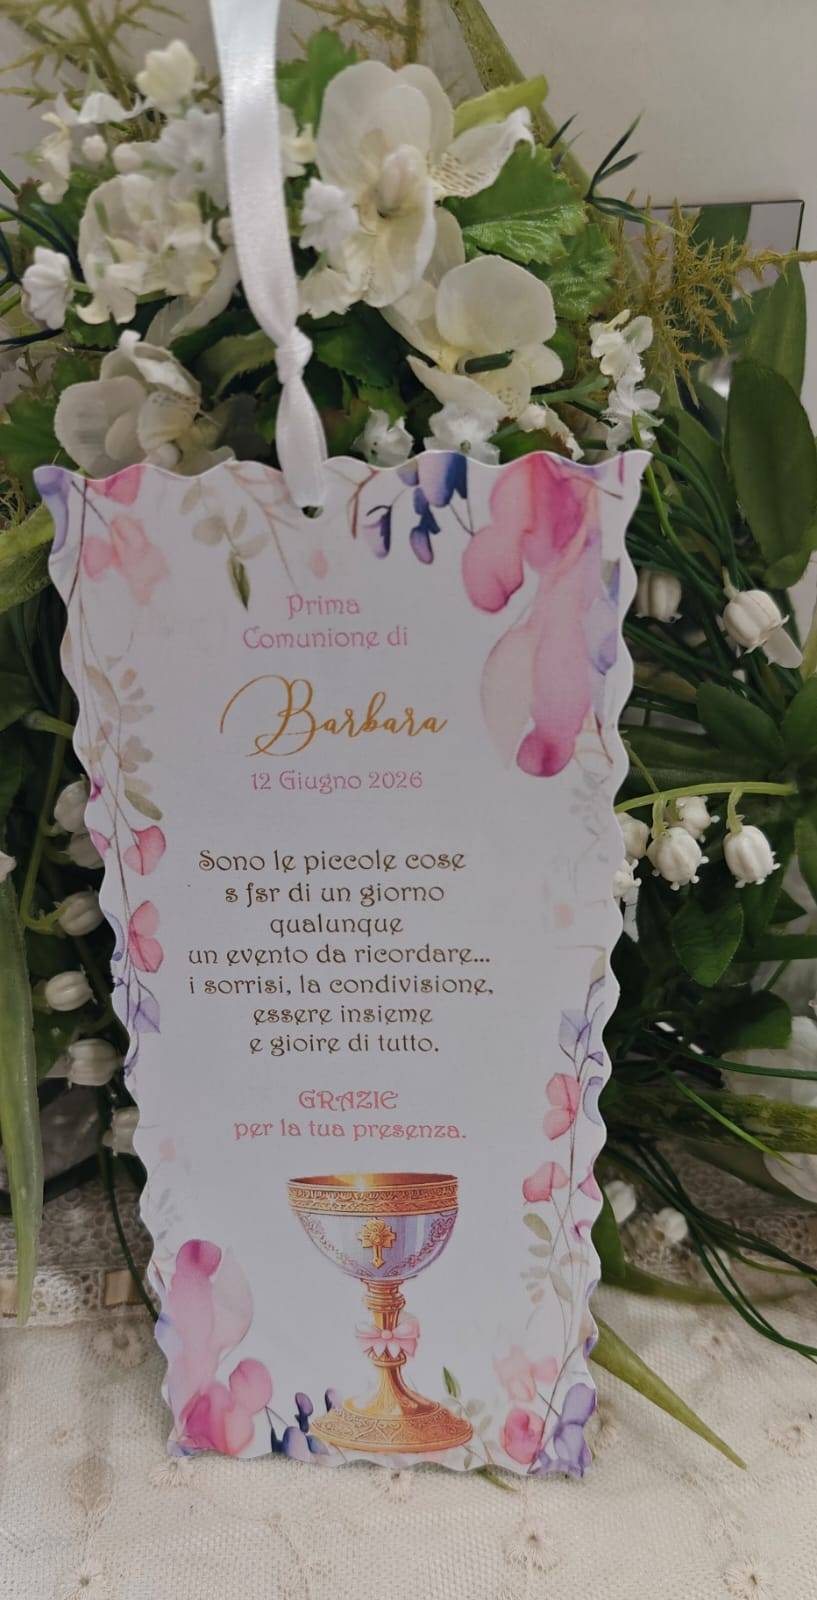 Prima
Comunione di
Barbara
12 Giugno 2026
Sono le piccole cose
s fsr di un giorno
qualunque
un evento da ricordare...
i sorrisi, la condivisione,
essere insieme
e gioire di tutto.
GRAZIE
per la tua presenza.